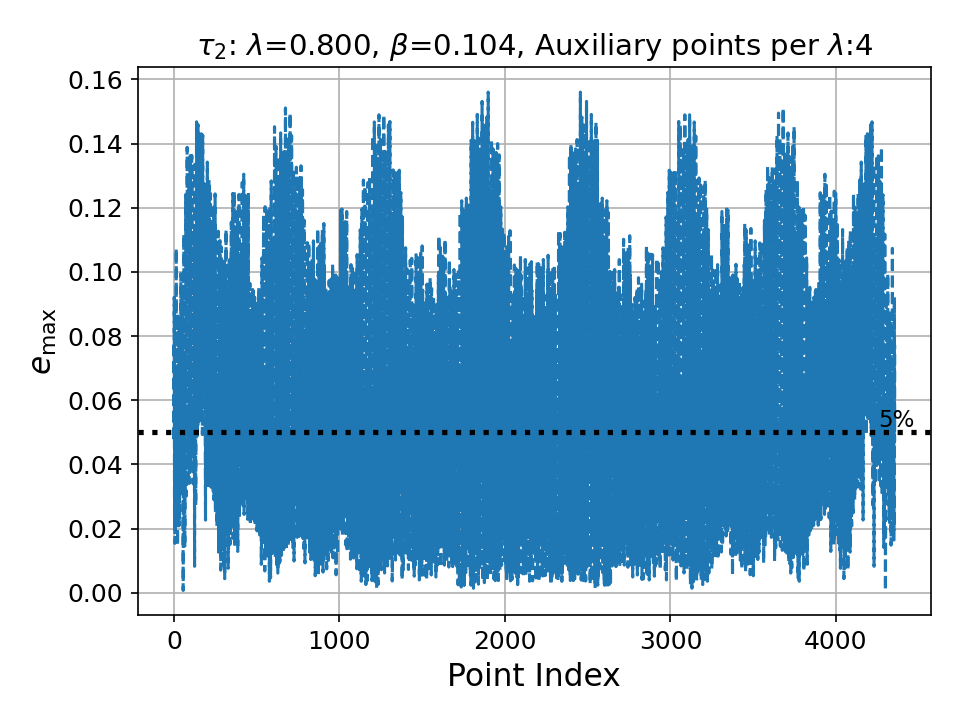 τ₂: λ=0.800, β=0.104, Auxiliary points per λ:4
0.16
0.14
0.12
0.10
0.08
0.06
0.04
0.02
0.00
e_max
5%
0 1000 2000 3000 4000
Point Index